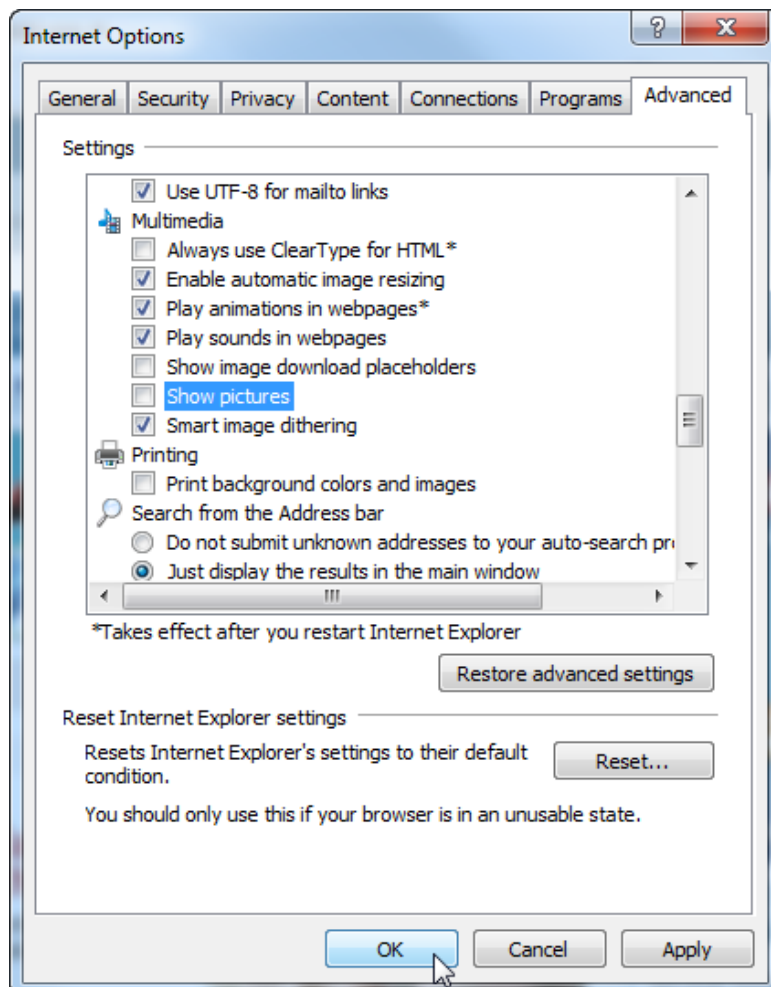 Internet Options
General Security Privacy Content Connections Programs Advanced
Settings
Use UTF-8 for mailto links
Multimedia
Always use ClearType for HTML*
Enable automatic image resizing
Play animations in webpages*
Play sounds in webpages
Show image download placeholders
Show pictures
Smart image dithering
Printing
Print background colors and images
Search from the Address bar
Do not submit unknown addresses to your auto-search pr
Just display the results in the main window
*Takes effect after you restart Internet Explorer
Restore advanced settings
Reset Internet Explorer settings
Resets Internet Explorer's settings to their default
condition.
Reset...
You should only use this if your browser is in an unusable state.
OK Cancel Apply